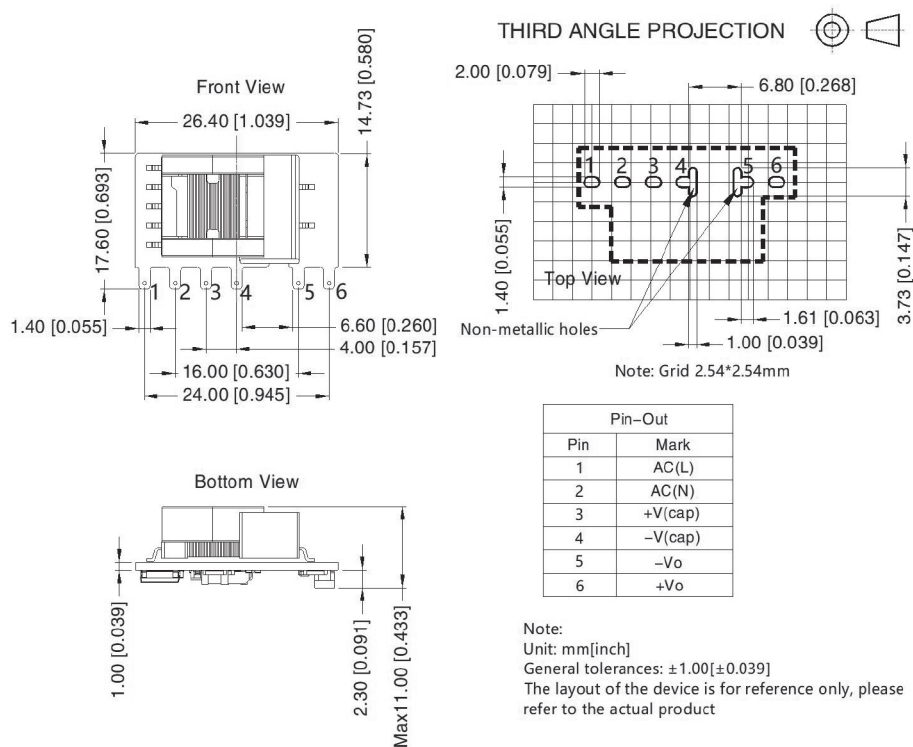 THIRD ANGLE PROJECTION
Front View
26.40 [1.039]
14.73 [0.580]
17.60 [0.693]
1 2 3 4 5 6
1.40 [0.055]
6.60 [0.260]
4.00 [0.157]
16.00 [0.630]
24.00 [0.945]
2.00 [0.079]
6.80 [0.268]
1 2 3 4 5 6
1.40 [0.055]
3.73 [0.147]
Top View
Non-metallic holes
1.61 [0.063]
1.00 [0.039]
Note: Grid 2.54*2.54mm
Bottom View
1.00 [0.039]
2.30 [0.091]
Max11.00 [0.433]
Pin-Out
Pin Mark
1 AC(L)
2 AC(N)
3 +V(cap)
4 -V(cap)
5 -Vo
6 +Vo
Note:
Unit: mm[inch]
General tolerances: ±1.00[±0.039]
The layout of the device is for reference only, please
refer to the actual product